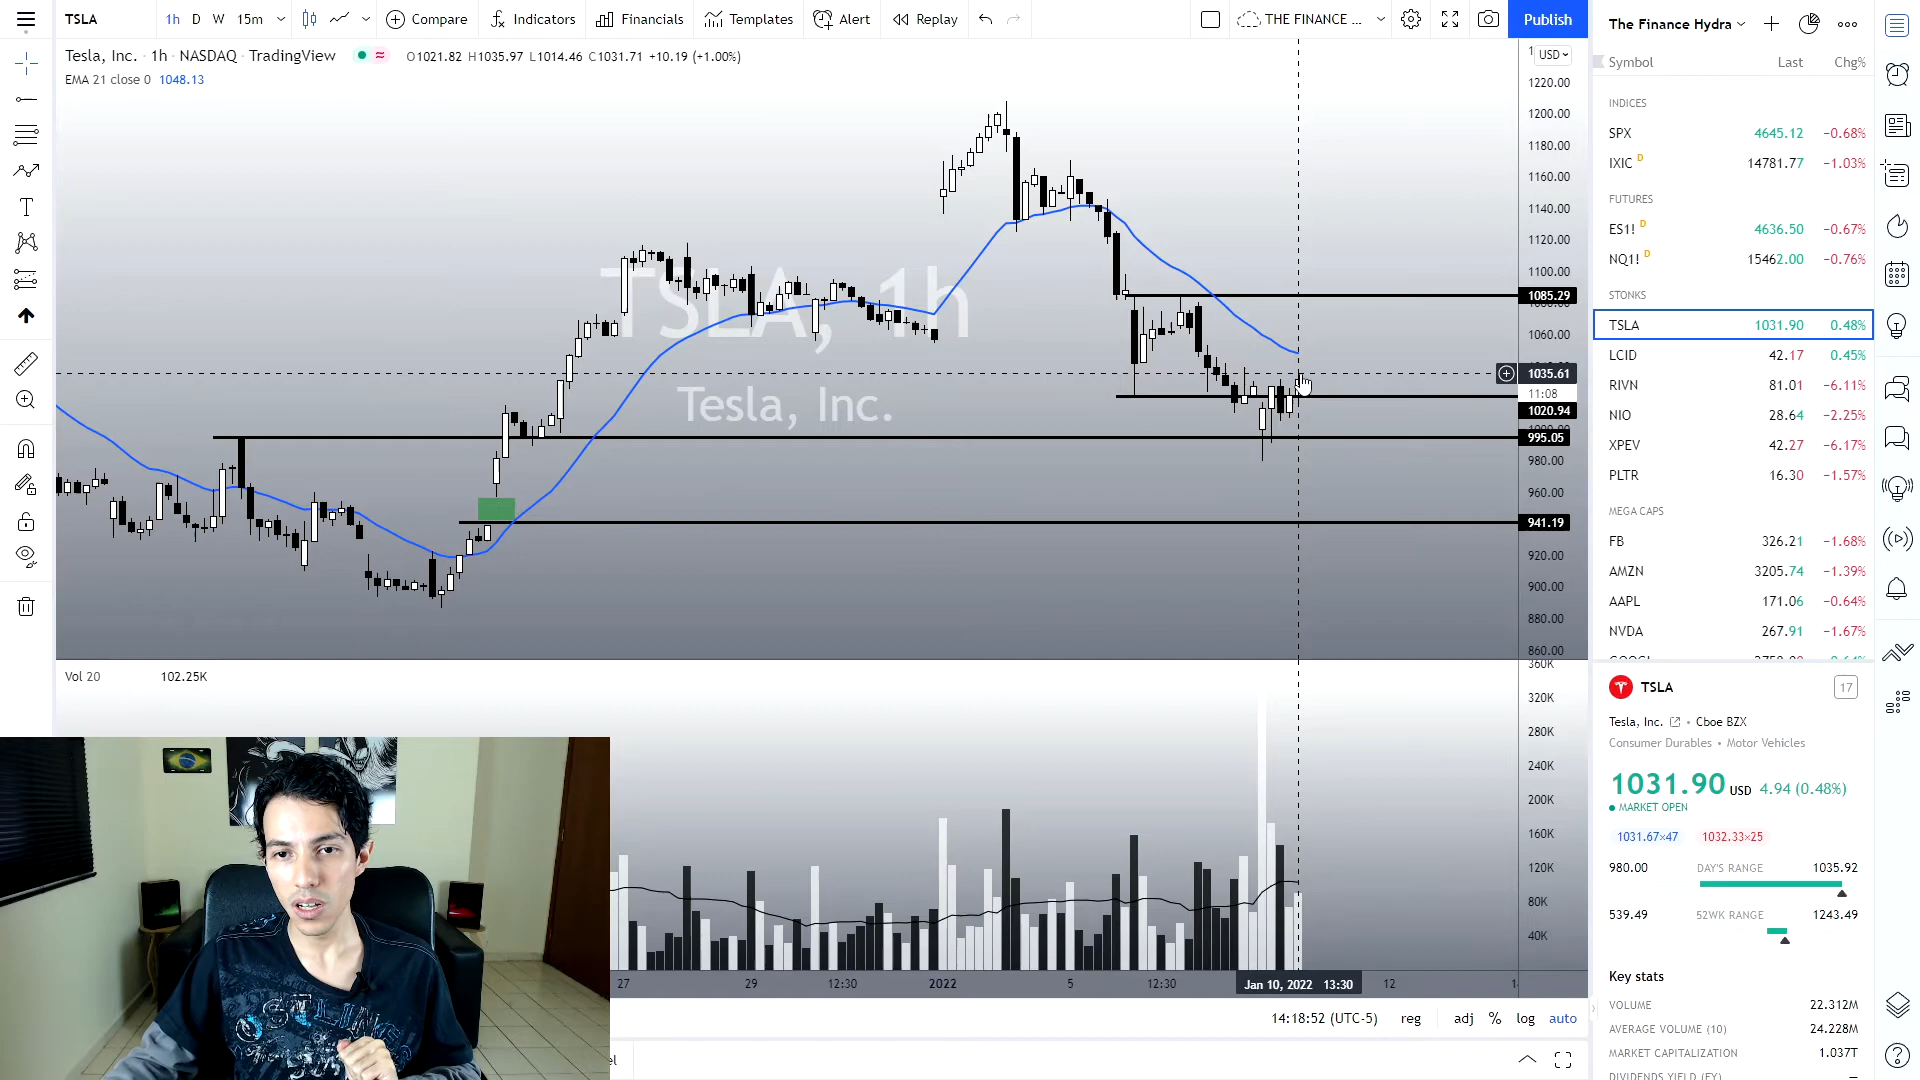 TSLA 1h D W 15m Compare Indicators Financials Templates Alert Replay THE FINANCE ... Publish
Tesla, Inc. · 1h · NASDAQ · TradingView O1021.82 H1035.97 L1014.46 C1031.71 +10.19 (+1.00%)
EMA 21 close 0 1048.13
USD
1220.00
1200.00
1180.00
1160.00
1140.00
1120.00
1100.00
1085.29
1060.00
1035.61
11:08
1020.94
995.05
980.00
960.00
941.19
920.00
900.00
880.00
860.00
TSLA, 1h
Tesla, Inc.
Vol 20 102.25K
360K
320K
280K
240K
200K
160K
120K
80K
40K
27 29 12:30 2022 5 12:30 Jan 10, 2022 13:30 12
14:18:52 (UTC-5) reg adj % log auto
The Finance Hydra
Symbol Last Chg%
INDICES
SPX 4645.12 −0.68%
IXIC D 14781.77 −1.03%
FUTURES
ES1! D 4636.50 −0.67%
NQ1! D 15462.00 −0.76%
STONKS
TSLA 1031.90 0.48%
LCID 42.17 0.45%
RIVN 81.01 −6.11%
NIO 28.64 −2.25%
XPEV 42.27 −6.17%
PLTR 16.30 −1.57%
MEGA CAPS
FB 326.21 −1.68%
AMZN 3205.74 −1.39%
AAPL 171.06 −0.64%
NVDA 267.91 −1.67%
TSLA 17
Tesla, Inc. • Cboe BZX
Consumer Durables • Motor Vehicles
1031.90 USD 4.94 (0.48%)
MARKET OPEN
1031.67×47 1032.33×25
980.00 DAY'S RANGE 1035.92
539.49 52WK RANGE 1243.49
Key stats
VOLUME 22.312M
AVERAGE VOLUME (10) 24.228M
MARKET CAPITALIZATION 1.037T
DIVIDENDS YIELD (FY) —